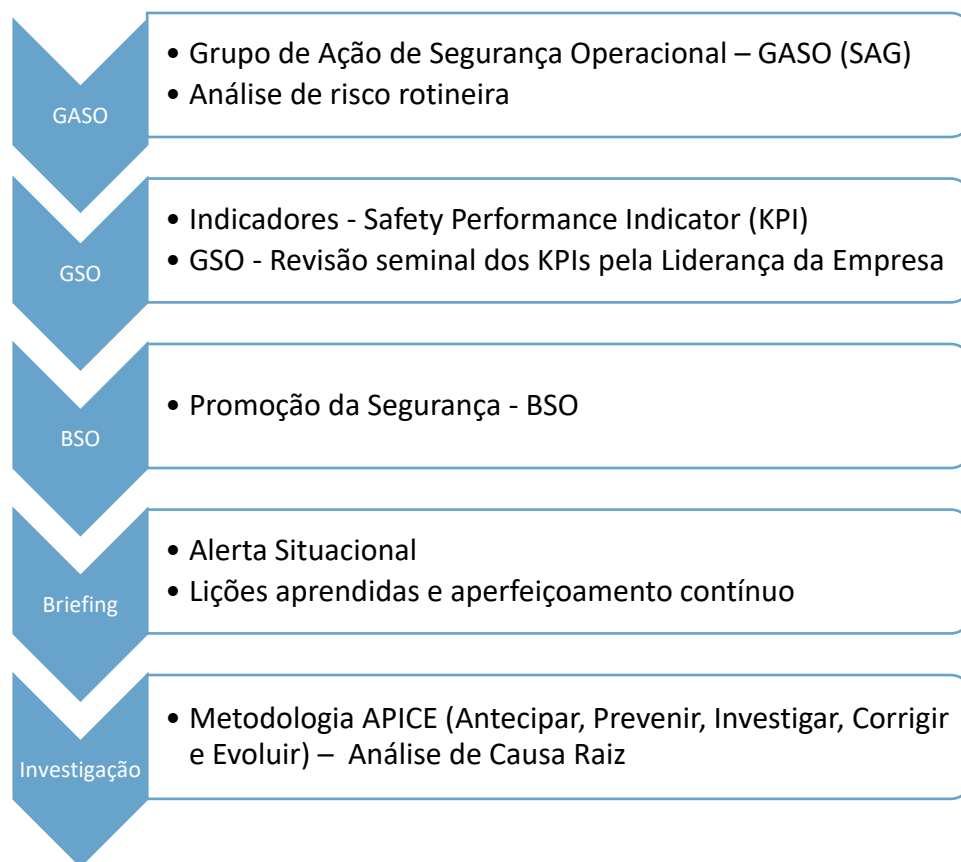 GASO
• Grupo de Ação de Segurança Operacional – GASO (SAG)
• Análise de risco rotineira
GSO
• Indicadores - Safety Performance Indicator (KPI)
• GSO - Revisão seminal dos KPIs pela Liderança da Empresa
BSO
• Promoção da Segurança - BSO
Briefing
• Alerta Situacional
• Lições aprendidas e aperfeiçoamento contínuo
Investigação
• Metodologia APICE (Antecipar, Prevenir, Investigar, Corrigir
e Evoluir) – Análise de Causa Raiz